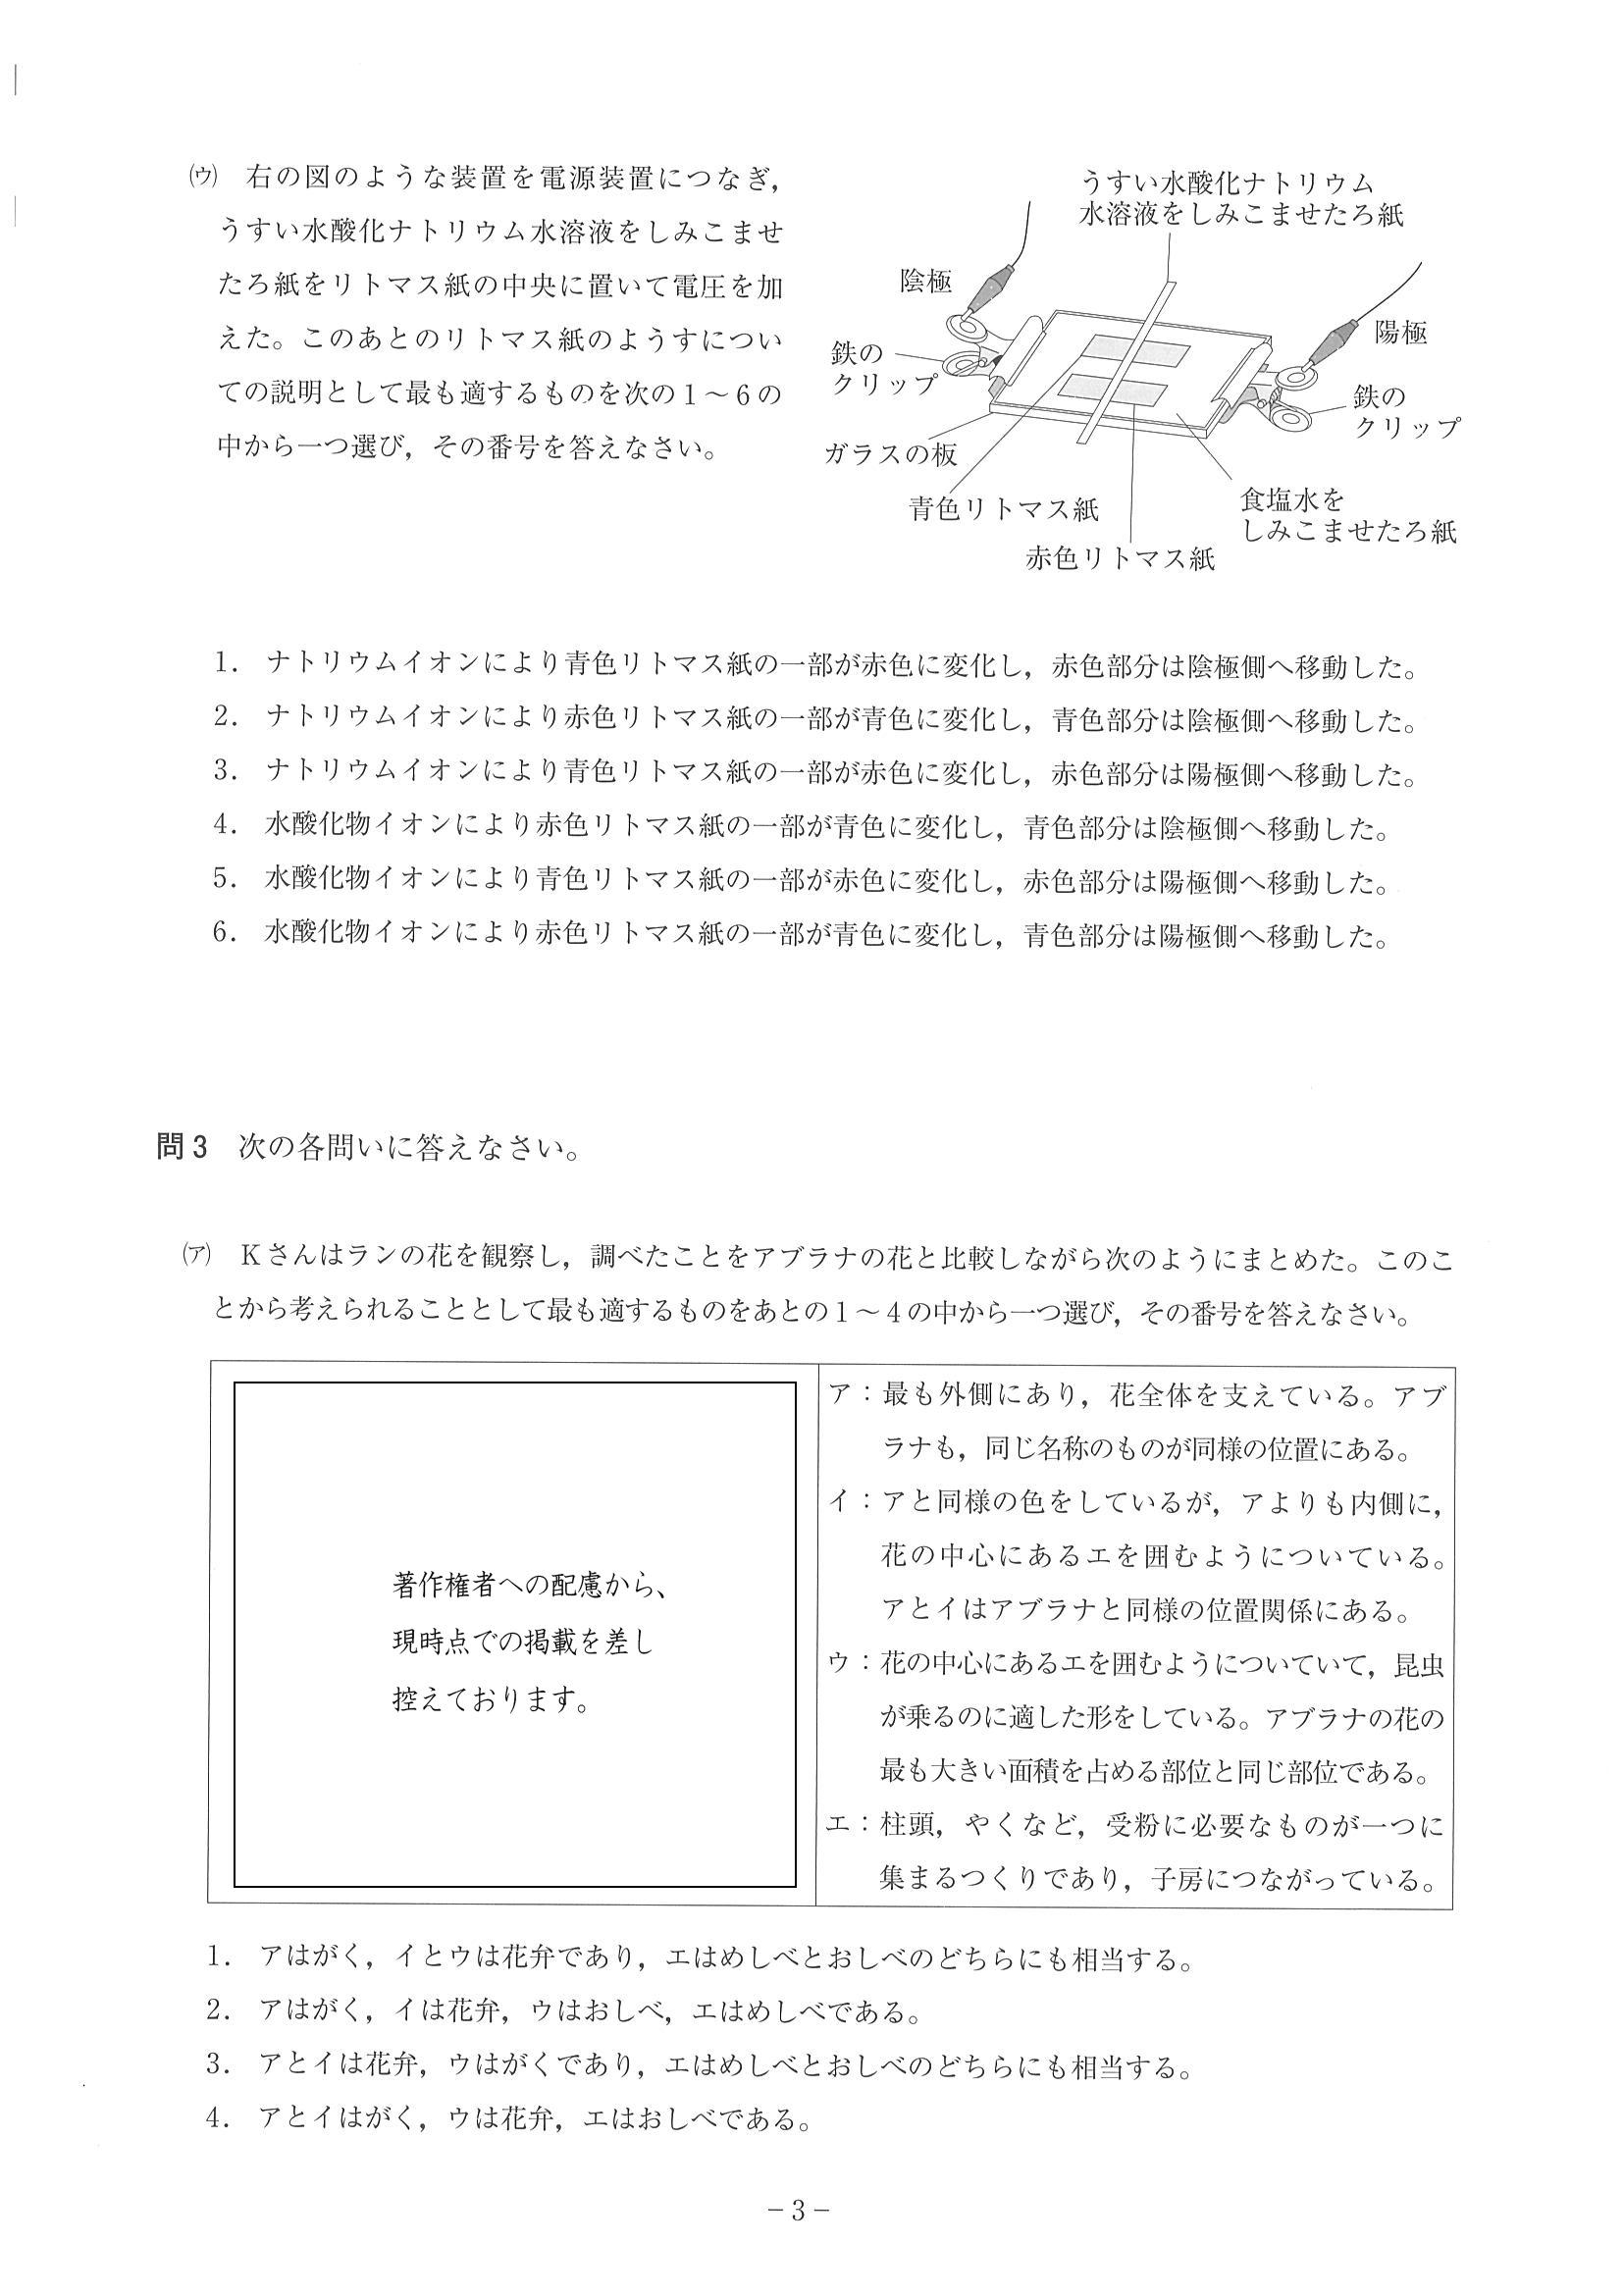 (ウ) 右の図のような装置を電源装置につなぎ，
うすい水酸化ナトリウム水溶液をしみこませ
たろ紙をリトマス紙の中央に置いて電圧を加
えた。このあとのリトマス紙のようすについ
ての説明として最も適するものを次の1～6の
中から一つ選び，その番号を答えなさい。
うすい水酸化ナトリウム
水溶液をしみこませたろ紙
陰極
陽極
鉄の
クリップ
鉄の
クリップ
ガラスの板
青色リトマス紙
食塩水を
しみこませたろ紙
赤色リトマス紙
1． ナトリウムイオンにより青色リトマス紙の一部が赤色に変化し，赤色部分は陰極側へ移動した。
2． ナトリウムイオンにより赤色リトマス紙の一部が青色に変化し，青色部分は陰極側へ移動した。
3． ナトリウムイオンにより青色リトマス紙の一部が赤色に変化し，赤色部分は陽極側へ移動した。
4． 水酸化物イオンにより赤色リトマス紙の一部が青色に変化し，青色部分は陰極側へ移動した。
5． 水酸化物イオンにより青色リトマス紙の一部が赤色に変化し，赤色部分は陽極側へ移動した。
6． 水酸化物イオンにより赤色リトマス紙の一部が青色に変化し，青色部分は陽極側へ移動した。
問3 次の各問いに答えなさい。
(ア) Kさんはランの花を観察し，調べたことをアブラナの花と比較しながら次のようにまとめた。このこ
とから考えられることとして最も適するものをあとの1～4の中から一つ選び，その番号を答えなさい。
著作権者への配慮から、
現時点での掲載を差し
控えております。
ア：最も外側にあり，花全体を支えている。アブ
ラナも，同じ名称のものが同様の位置にある。
イ：アと同様の色をしているが，アよりも内側に，
花の中心にあるエを囲むようについている。
アとイはアブラナと同様の位置関係にある。
ウ：花の中心にあるエを囲むようについていて，昆虫
が乗るのに適した形をしている。アブラナの花の
最も大きい面積を占める部位と同じ部位である。
エ：柱頭，やくなど，受粉に必要なものが一つに
集まるつくりであり，子房につながっている。
1． アはがく，イとウは花弁であり，エはめしべとおしべのどちらにも相当する。
2． アはがく，イは花弁，ウはおしべ，エはめしべである。
3． アとイは花弁，ウはがくであり，エはめしべとおしべのどちらにも相当する。
4． アとイはがく，ウは花弁，エはおしべである。
－3－